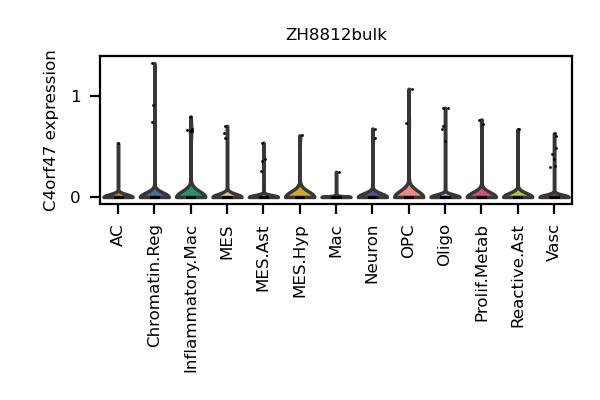 ZH8812bulk
C4orf47 expression
1
0
AC
Chromatin.Reg
Inflammatory.Mac
MES
MES.Ast
MES.Hyp
Mac
Neuron
OPC
Oligo
Prolif.Metab
Reactive.Ast
Vasc